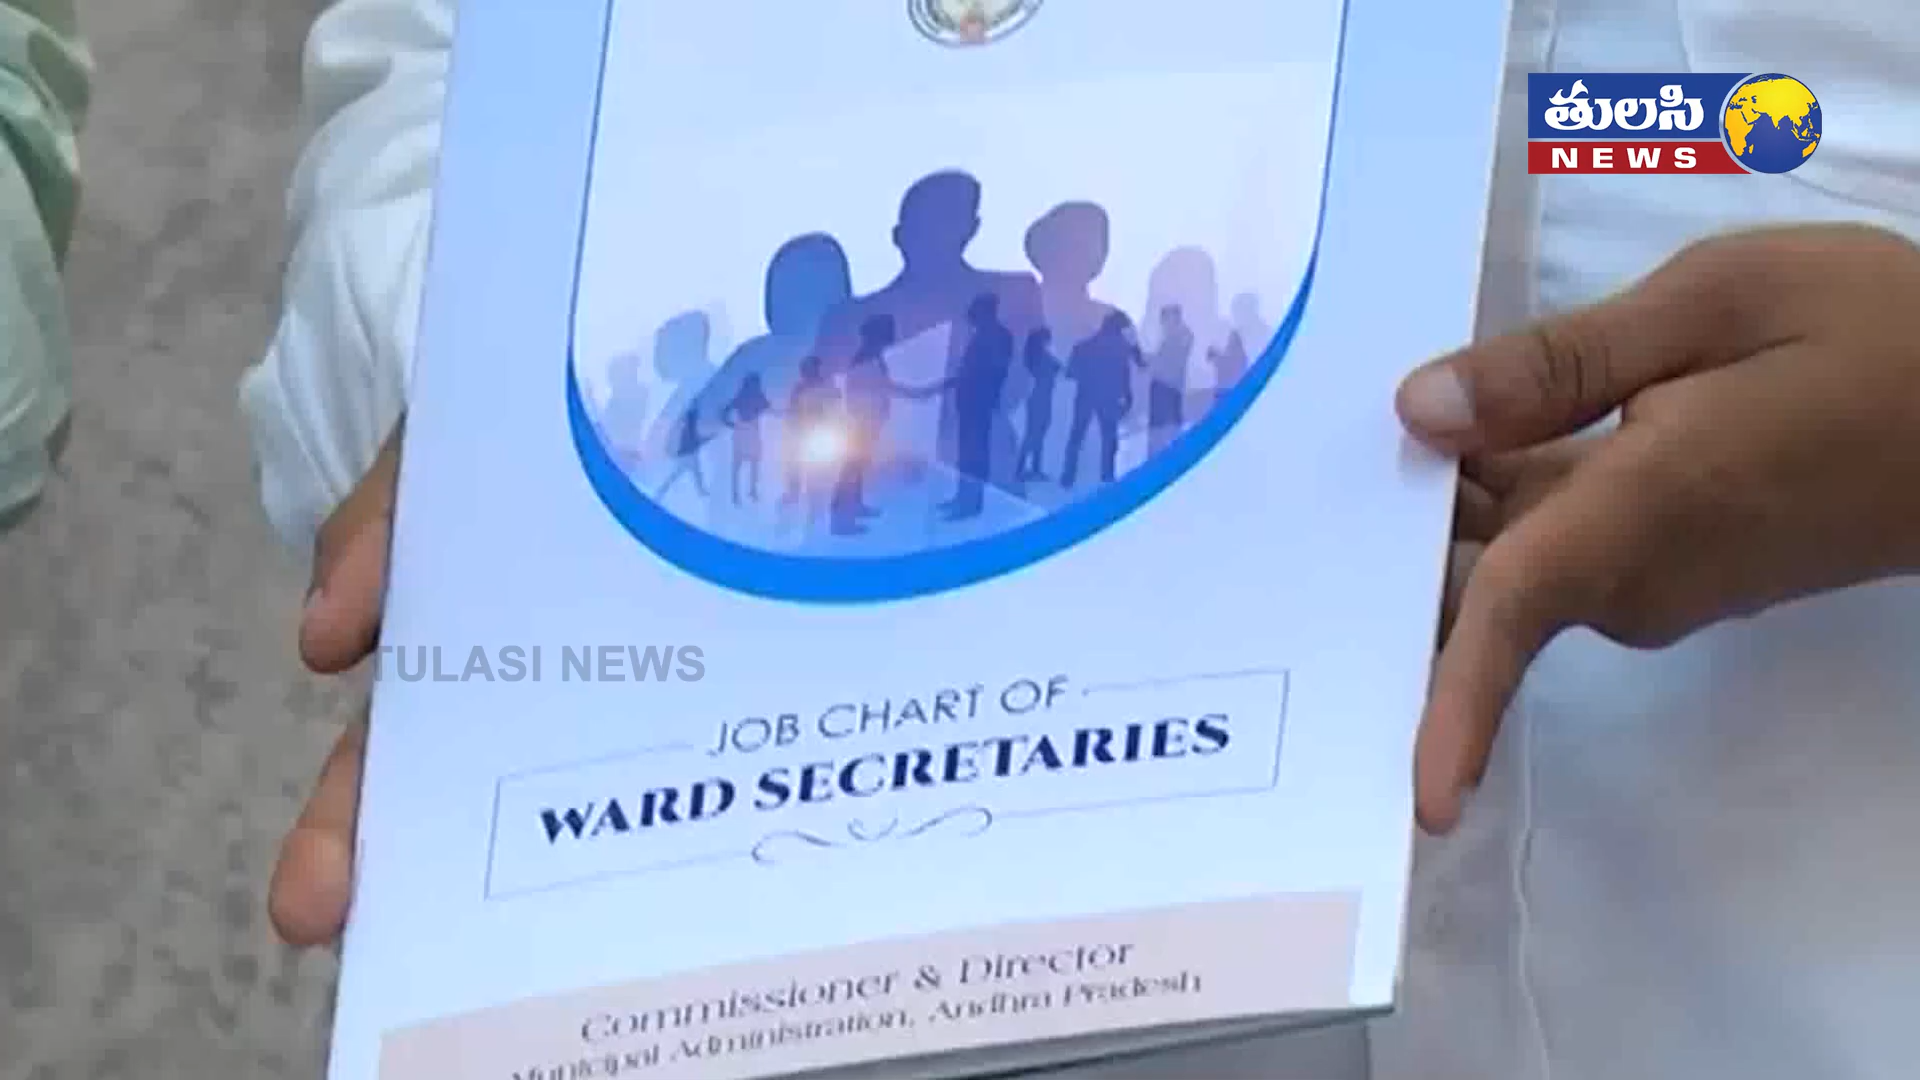 తులసి
NEWS
TULASI NEWS
JOB CHART OF
WARD SECRETARIES
Commissioner & Director
Municipal Administration, Andhra Pradesh